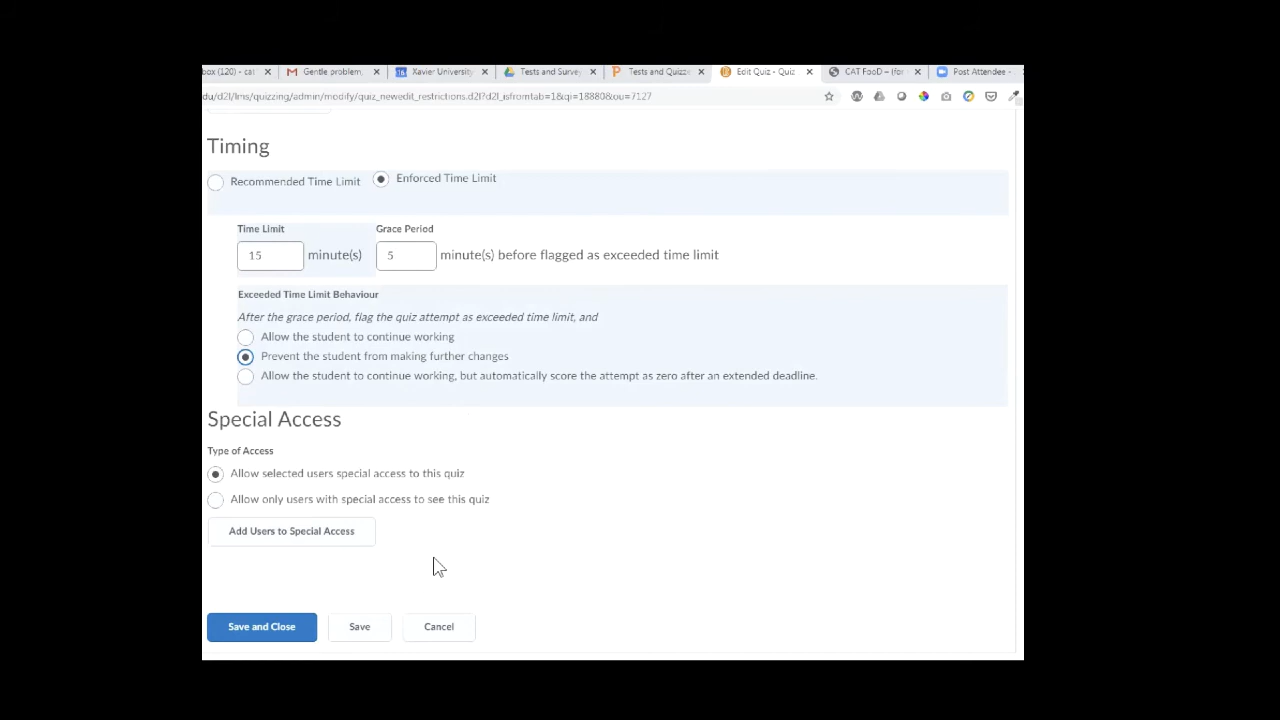 box (120) - cal Gentle problem, Xavier University Tests and Surve Tests and Quizz Edit Quiz - Quiz CAT FooD - (for Post Attendee -
du/d2l/lms/quizzing/admin/modify/quiz_newedit_restrictions.d2l?d2l_isfromtab=1&qi=18880&ou=7127
Timing
Recommended Time Limit Enforced Time Limit
Time Limit Grace Period
15 minute(s) 5 minute(s) before flagged as exceeded time limit
Exceeded Time Limit Behaviour
After the grace period, flag the quiz attempt as exceeded time limit, and
Allow the student to continue working
Prevent the student from making further changes
Allow the student to continue working, but automatically score the attempt as zero after an extended deadline.
Special Access
Type of Access
Allow selected users special access to this quiz
Allow only users with special access to see this quiz
Add Users to Special Access
Save and Close Save Cancel